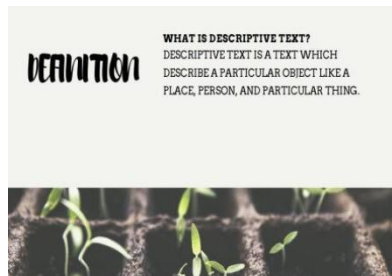 DEFINITION
WHAT IS DESCRIPTIVE TEXT?
DESCRIPTIVE TEXT IS A TEXT WHICH
DESCRIBE A PARTICULAR OBJECT LIKE A
PLACE, PERSON, AND PARTICULAR THING.